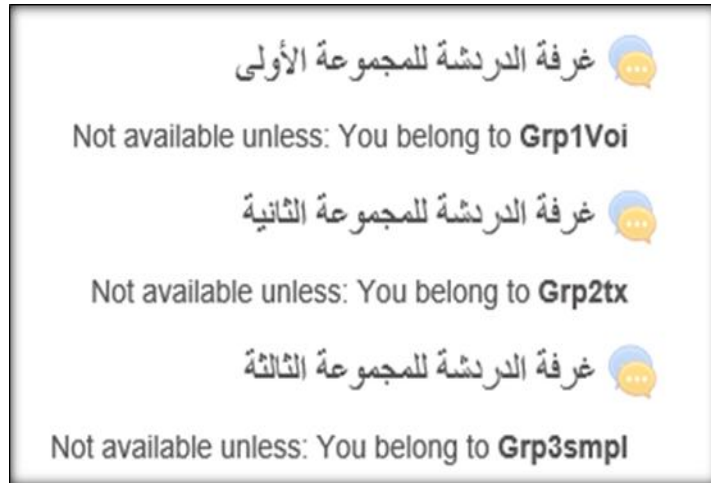 غرفة الدردشة للمجموعة الأولى
Not available unless: You belong to Grp1Voi
غرفة الدردشة للمجموعة الثانية
Not available unless: You belong to Grp2tx
غرفة الدردشة للمجموعة الثالثة
Not available unless: You belong to Grp3smpl